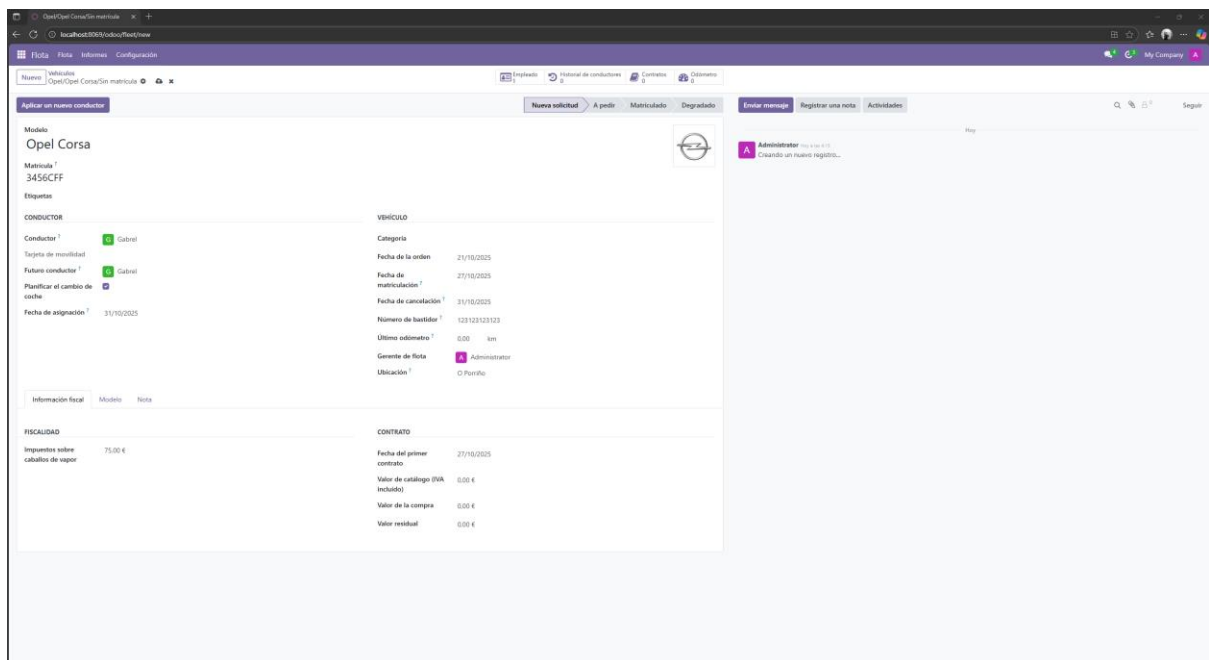 Opel/Opel Corsa/Sin matrícula
localhost:8069/odoo/fleet/new
Flota Flota Informes Configuración
My Company A
Nuevo Vehículos
Opel/Opel Corsa/Sin matrícula
Empleado 1
Historial de conductores 0
Contratos 0
Odómetro 0
Aplicar un nuevo conductor
Nueva solicitud A pedir Matriculado Degradado
Enviar mensaje Registrar una nota Actividades
Seguir
Hoy
Modelo
Opel Corsa
A Administrator
Creando un nuevo registro...
Matrícula ?
3456CFF
Etiquetas
CONDUCTOR
Conductor ? G Gabrel
Tarjeta de movilidad
Futuro conductor ? G Gabrel
Planificar el cambio de
coche
Fecha de asignación ? 31/10/2025
VEHÍCULO
Categoría
Fecha de la orden 21/10/2025
Fecha de
matriculación ? 27/10/2025
Fecha de cancelación ? 31/10/2025
Número de bastidor ? 123123123123
Último odómetro ? 0,00 km
Gerente de flota A Administrator
Ubicación ? O Porriño
Información fiscal Modelo Nota
FISCALIDAD
Impuestos sobre
caballos de vapor 75,00 €
CONTRATO
Fecha del primer
contrato 27/10/2025
Valor de catálogo (IVA
incluido) 0,00 €
Valor de la compra 0,00 €
Valor residual 0,00 €